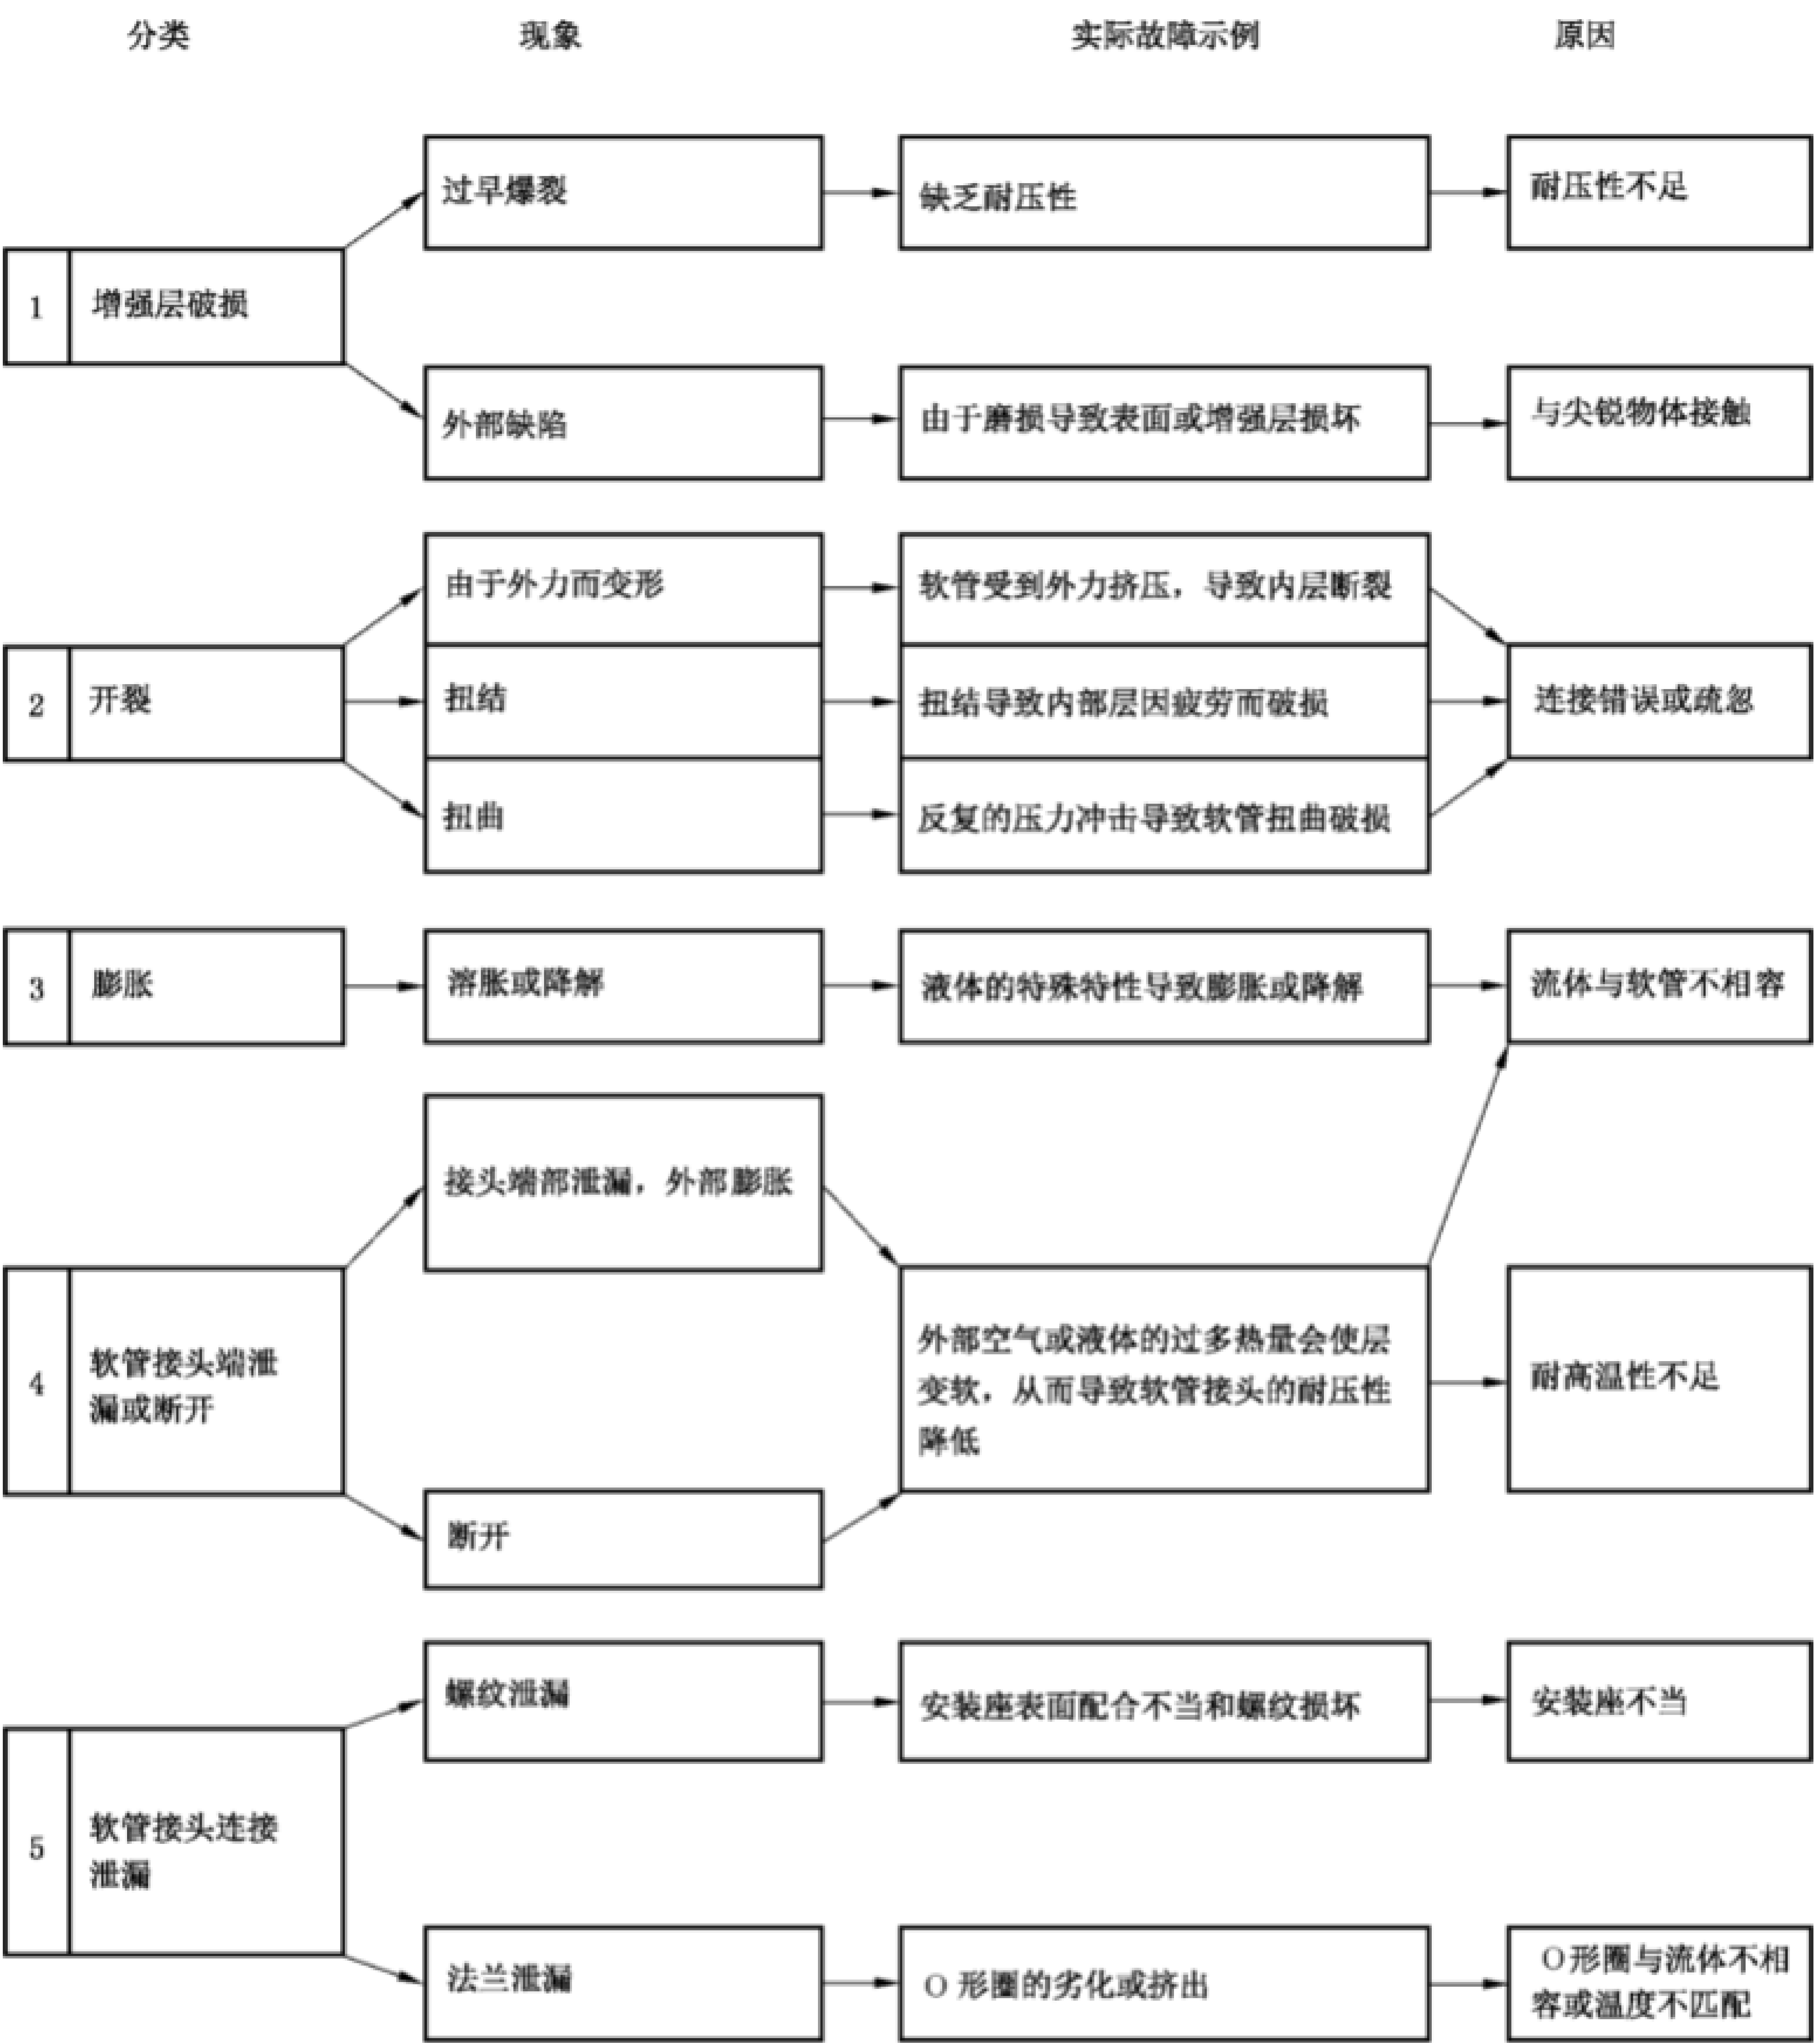 分类 现象 实际故障示例 原因
过早爆裂
缺乏耐压性
耐压性不足
1 增强层破损
外部缺陷
由于磨损导致表面或增强层损坏
与尖锐物体接触
由于外力而变形
软管受到外力挤压，导致内层断裂
2 开裂
扭结
扭结导致内部层因疲劳而破损
连接错误或疏忽
扭曲
反复的压力冲击导致软管扭曲破损
3 膨胀
溶胀或降解
液体的特殊特性导致膨胀或降解
流体与软管不相容
接头端部泄漏，外部膨胀
4 软管接头端泄
漏或断开
外部空气或液体的过多热量会使层
变软，从而导致软管接头的耐压性
降低
耐高温性不足
断开
螺纹泄漏
安装座表面配合不当和螺纹损坏
安装座不当
5 软管接头连接
泄漏
法兰泄漏
O 形圈的劣化或挤出
O形圈与流体不相
容或温度不匹配